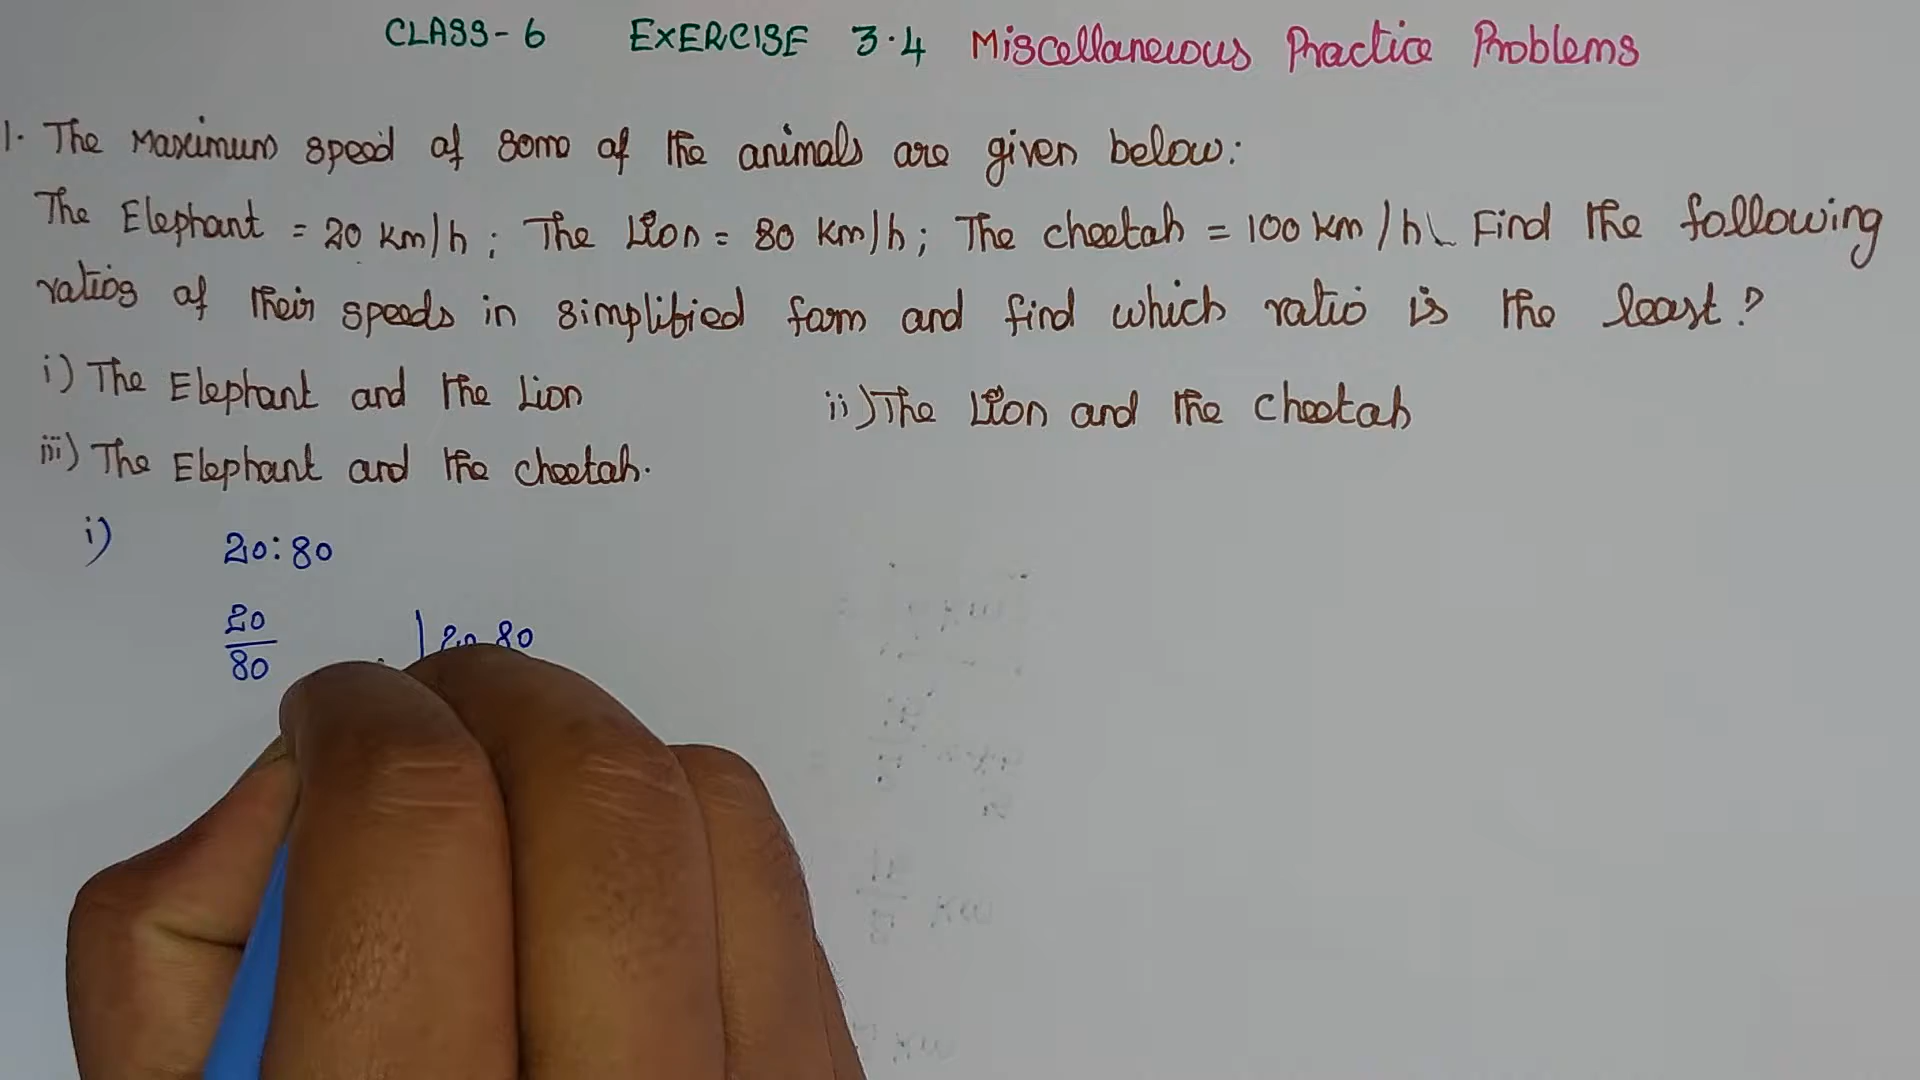 CLASS-6 EXERCISE 3.4 Miscellaneous Practice Problems
1. The Maximum speed of some of the animals are given below:
The Elephant = 20 km/h; The Lion = 80 km/h; The cheetah = 100 km/h. Find the following
ratios of their speeds in simplified form and find which ratio is the least?
i) The Elephant and the Lion
ii) The Lion and the cheetah
iii) The Elephant and the cheetah.
i) 20:80
20
80
20 80